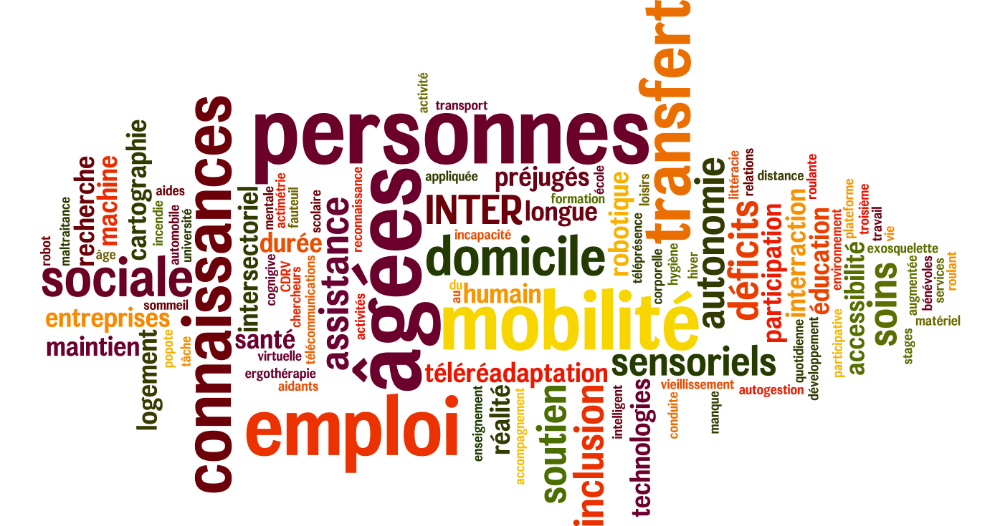 transfert
activité
transport
personnes
connaissances
cartographie
recherche
machine
aides
incendie
automobile
université
maltraitance
robot
âge
sociale
sommeil
entreprises
maintien
logement
popote
tâche
intersectoriel
mentale
actimétrie
fauteuil
scolaire
durée
cognigive
CDRV
chercheurs
télécommunications
santé
virtuelle
ergothérapie
aidants
assistance
reconnaissance
activités
âgées
appliquée
préjugés
école
formation
INTER
longue
incapacité
domicile
du
au
humain
mobilité
robotique
loisirs
téléprésence
corporelle
hygiène
hiver
autonomie
littéracie
relations
distance
roulante
déficits
participation
interraction
éducation
environnement
plateforme
troisième
travail
vie
exosquelette
accessibilité
soins
augmentée
bénévoles
services
roulant
matériel
stages
participative
quotidienne
développement
sensoriels
téléréadaptation
vieillissement
autogestion
conduite
manque
emploi
enseignement
réalité
accompagnement
soutien
inclusion
intelligent
technologies